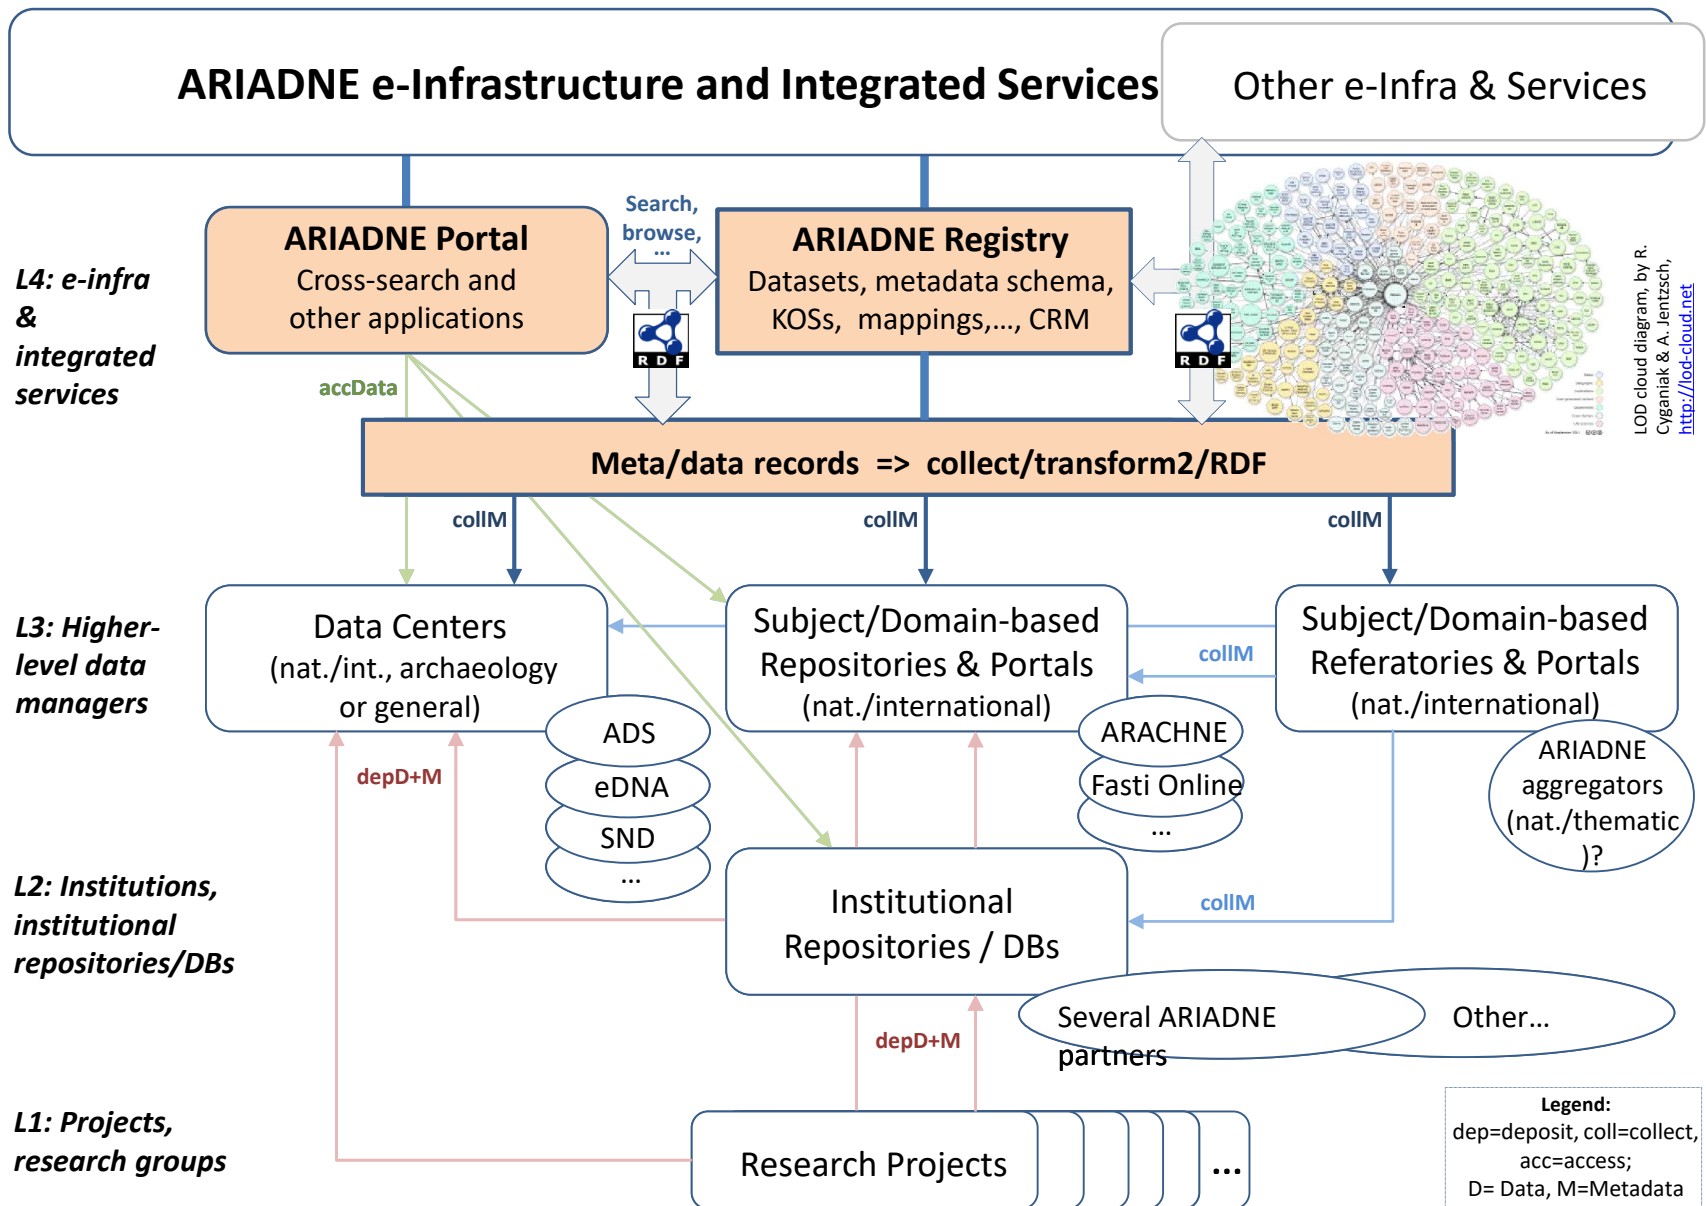 ARIADNE e-Infrastructure and Integrated Services
Other e-Infra & Services
L4: e-infra
&
integrated
services
ARIADNE Portal
Cross-search and
other applications
Search,
browse,
...
ARIADNE Registry
Datasets, metadata schema,
KOSs, mappings,..., CRM
RDF
RDF
LOD cloud diagram, by R.
Cyganiak & A. Jentzsch,
http://lod-cloud.net
accData
Meta/data records => collect/transform2/RDF
collM
collM
collM
L3: Higher-
level data
managers
Data Centers
(nat./int., archaeology
or general)
Subject/Domain-based
Repositories & Portals
(nat./international)
collM
Subject/Domain-based
Referatories & Portals
(nat./international)
ADS
eDNA
SND
...
ARACHNE
Fasti Online
...
ARIADNE
aggregators
(nat./thematic
)?
depD+M
L2: Institutions,
institutional
repositories/DBs
Institutional
Repositories / DBs
collM
Several ARIADNE
partners
Other...
depD+M
L1: Projects,
research groups
Research Projects
...
Legend:
dep=deposit, coll=collect,
acc=access;
D= Data, M=Metadata